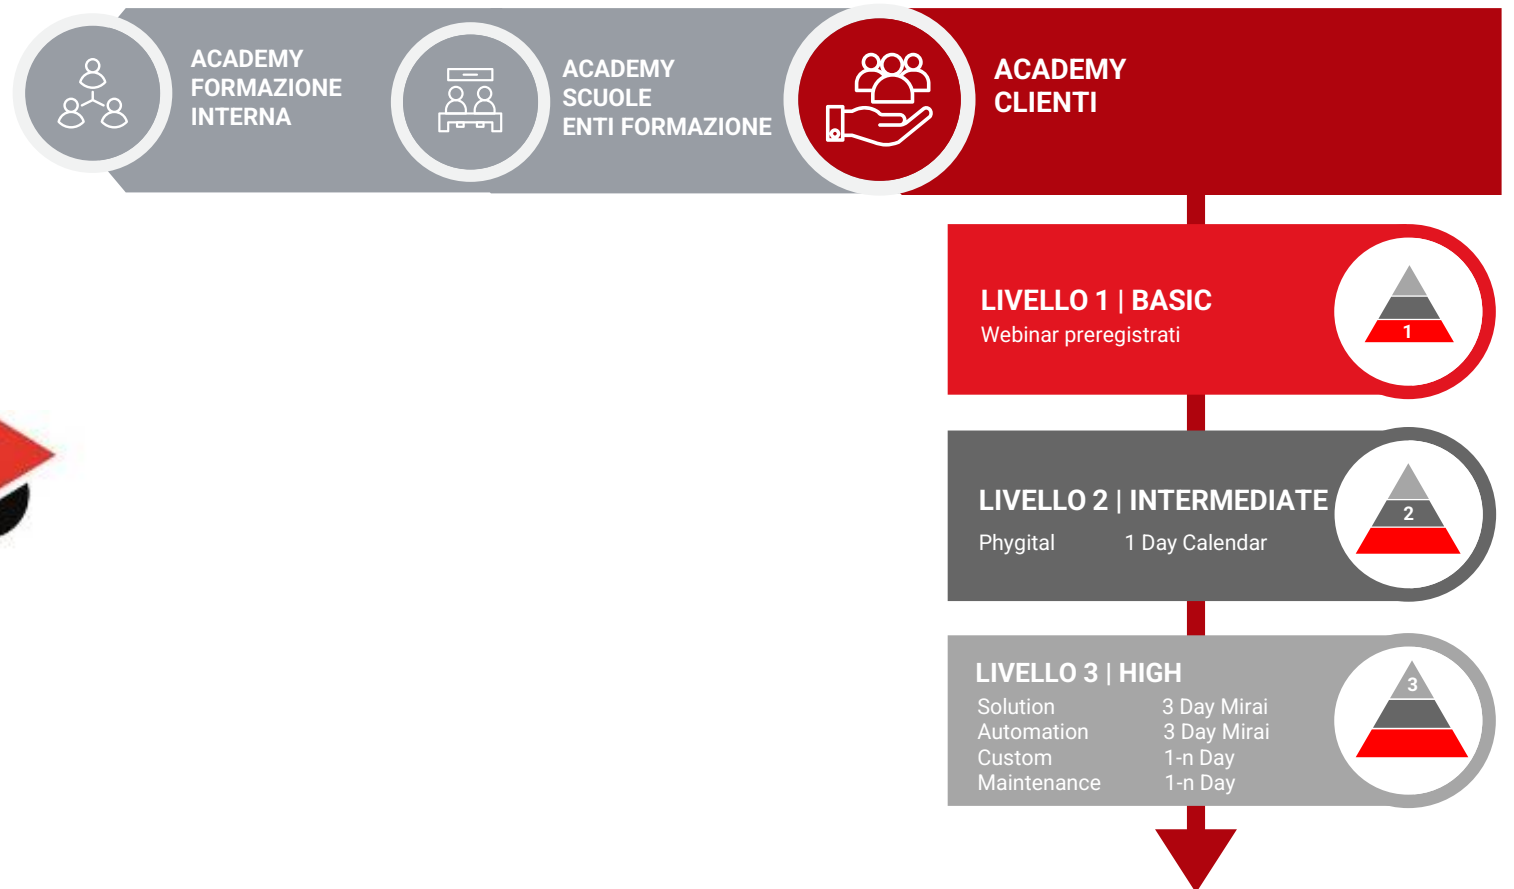 ACADEMY
FORMAZIONE
INTERNA
ACADEMY
SCUOLE
ENTI FORMAZIONE
ACADEMY
CLIENTI
LIVELLO 1 | BASIC
Webinar preregistrati
1
LIVELLO 2 | INTERMEDIATE
Phygital 1 Day Calendar
2
LIVELLO 3 | HIGH
Solution 3 Day Mirai
Automation 3 Day Mirai
Custom 1-n Day
Maintenance 1-n Day
3